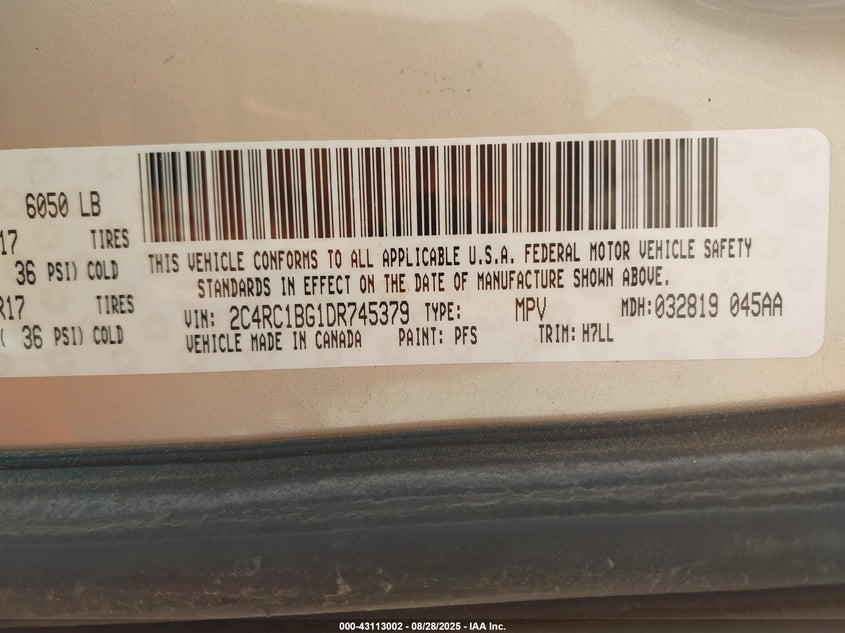 6050 LB
17 TIRES
36 PSI) COLD
R17 TIRES
( 36 PSI) COLD
THIS VEHICLE CONFORMS TO ALL APPLICABLE U.S.A. FEDERAL MOTOR VEHICLE SAFETY
STANDARDS IN EFFECT ON THE DATE OF MANUFACTURE SHOWN ABOVE.
VIN: 2C4RC1BG1DR745379 TYPE: MPV MDH:032819 045AA
VEHICLE MADE IN CANADA PAINT: PFS TRIM: H7LL
000-43113002 - 08/28/2025 - IAA Inc.